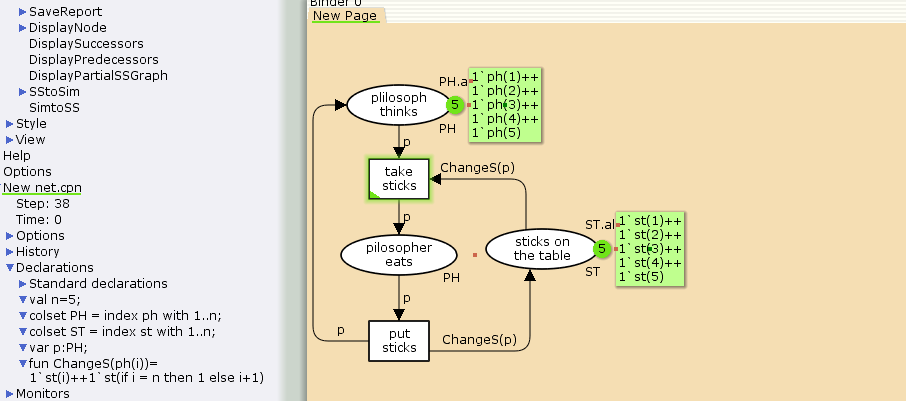 SaveReport
DisplayNode
DisplaySuccessors
DisplayPredecessors
DisplayPartialSSGraph
SStoSim
SimtoSS
Style
View
Help
Options
New net.cpn
Step: 38
Time: 0
Options
History
Declarations
Standard declarations
val n=5;
colset PH = index ph with 1..n;
colset ST = index st with 1..n;
var p:PH;
fun ChangeS(ph(i))=
1`st(i)++1`st(if i = n then 1 else i+1)
Monitors
Binder 0
New Page
plilosoph
thinks
PH.a
5
PH
1`ph(1)++
1`ph(2)++
1`ph(3)++
1`ph(4)++
1`ph(5)
p
take
sticks
ChangeS(p)
p
pilosopher
eats
PH
sticks on
the table
ST.al
5
ST
1`st(1)++
1`st(2)++
1`st(3)++
1`st(4)++
1`st(5)
p
p
put
sticks
ChangeS(p)